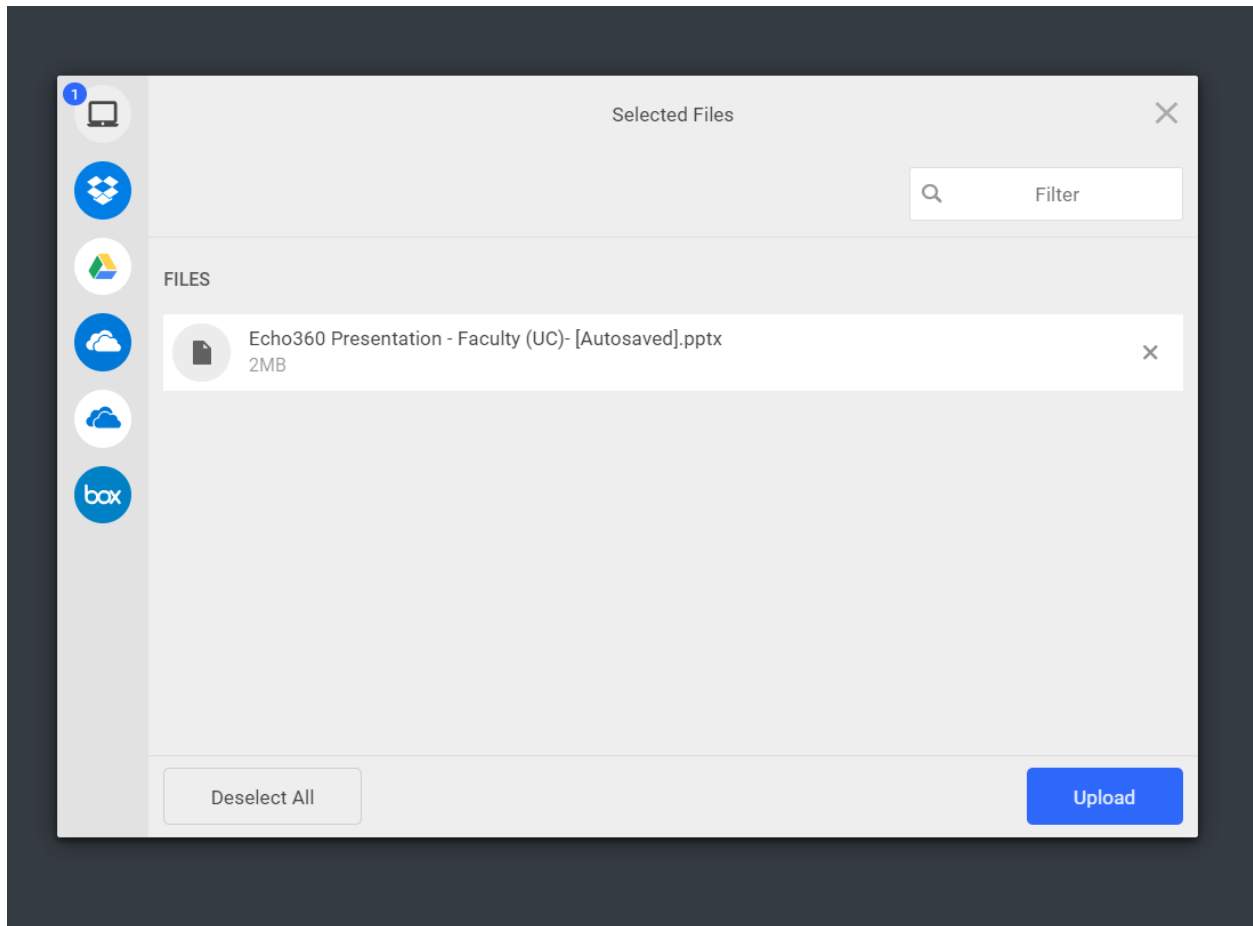 1
Selected Files
Filter
FILES
Echo360 Presentation - Faculty (UC)- [Autosaved].pptx
2MB
box
Deselect All
Upload